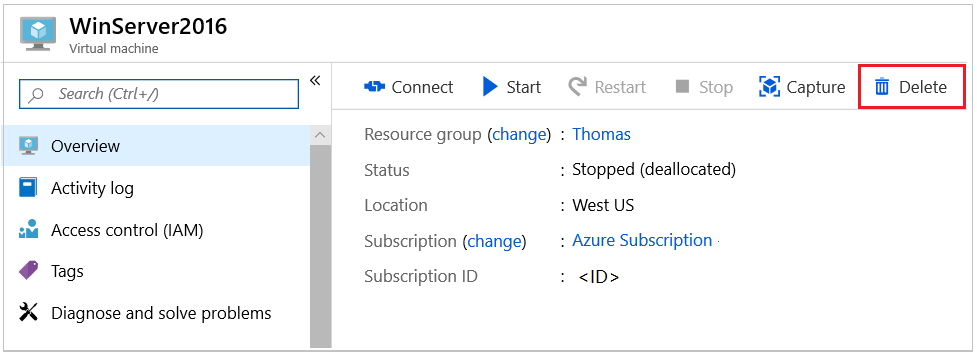 WinServer2016
Virtual machine
Search (Ctrl+/)
«
Connect Start Restart Stop Capture Delete
Overview
Activity log
Access control (IAM)
Tags
Diagnose and solve problems
Resource group (change) : Thomas
Status : Stopped (deallocated)
Location : West US
Subscription (change) : Azure Subscription
Subscription ID : <ID>